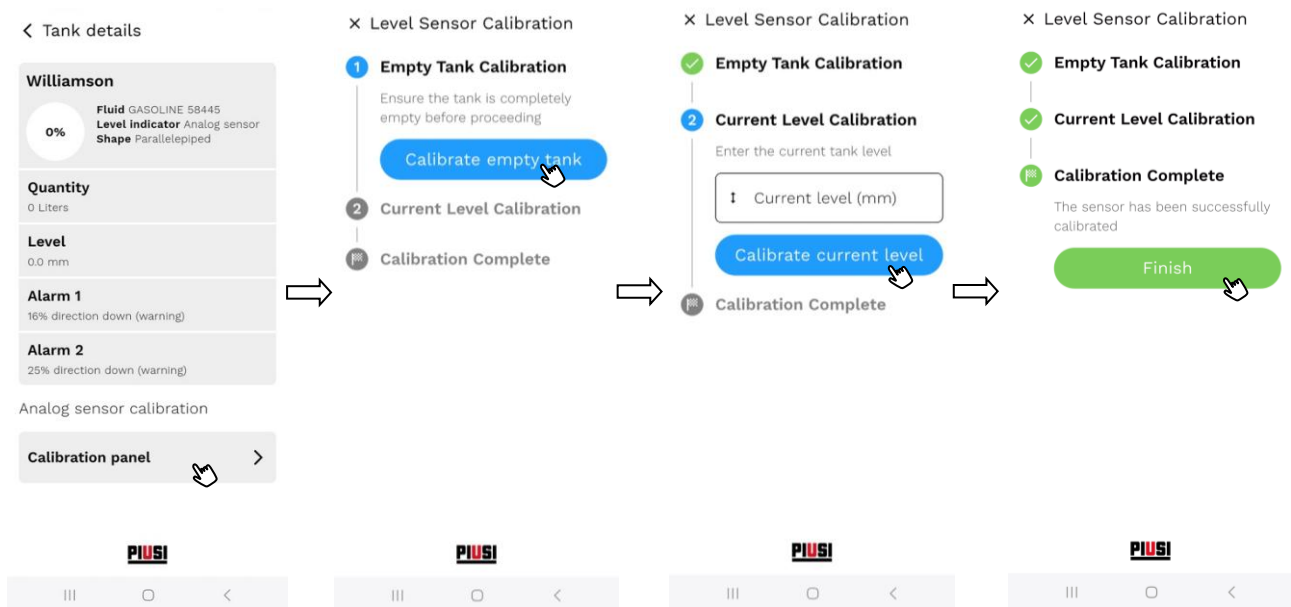 Tank details
Williamson
0%
Fluid GASOLINE 58445
Level indicator Analog sensor
Shape Parallelepiped
Quantity
0 Liters
Level
0.0 mm
Alarm 1
16% direction down (warning)
Alarm 2
25% direction down (warning)
Analog sensor calibration
Calibration panel
PIUSI
Level Sensor Calibration
1 Empty Tank Calibration
Ensure the tank is completely
empty before proceeding
Calibrate empty tank
2 Current Level Calibration
Calibration Complete
PIUSI
Level Sensor Calibration
Empty Tank Calibration
2 Current Level Calibration
Enter the current tank level
Current level (mm)
Calibrate current level
Calibration Complete
PIUSI
Level Sensor Calibration
Empty Tank Calibration
Current Level Calibration
Calibration Complete
The sensor has been successfully
calibrated
Finish
PIUSI